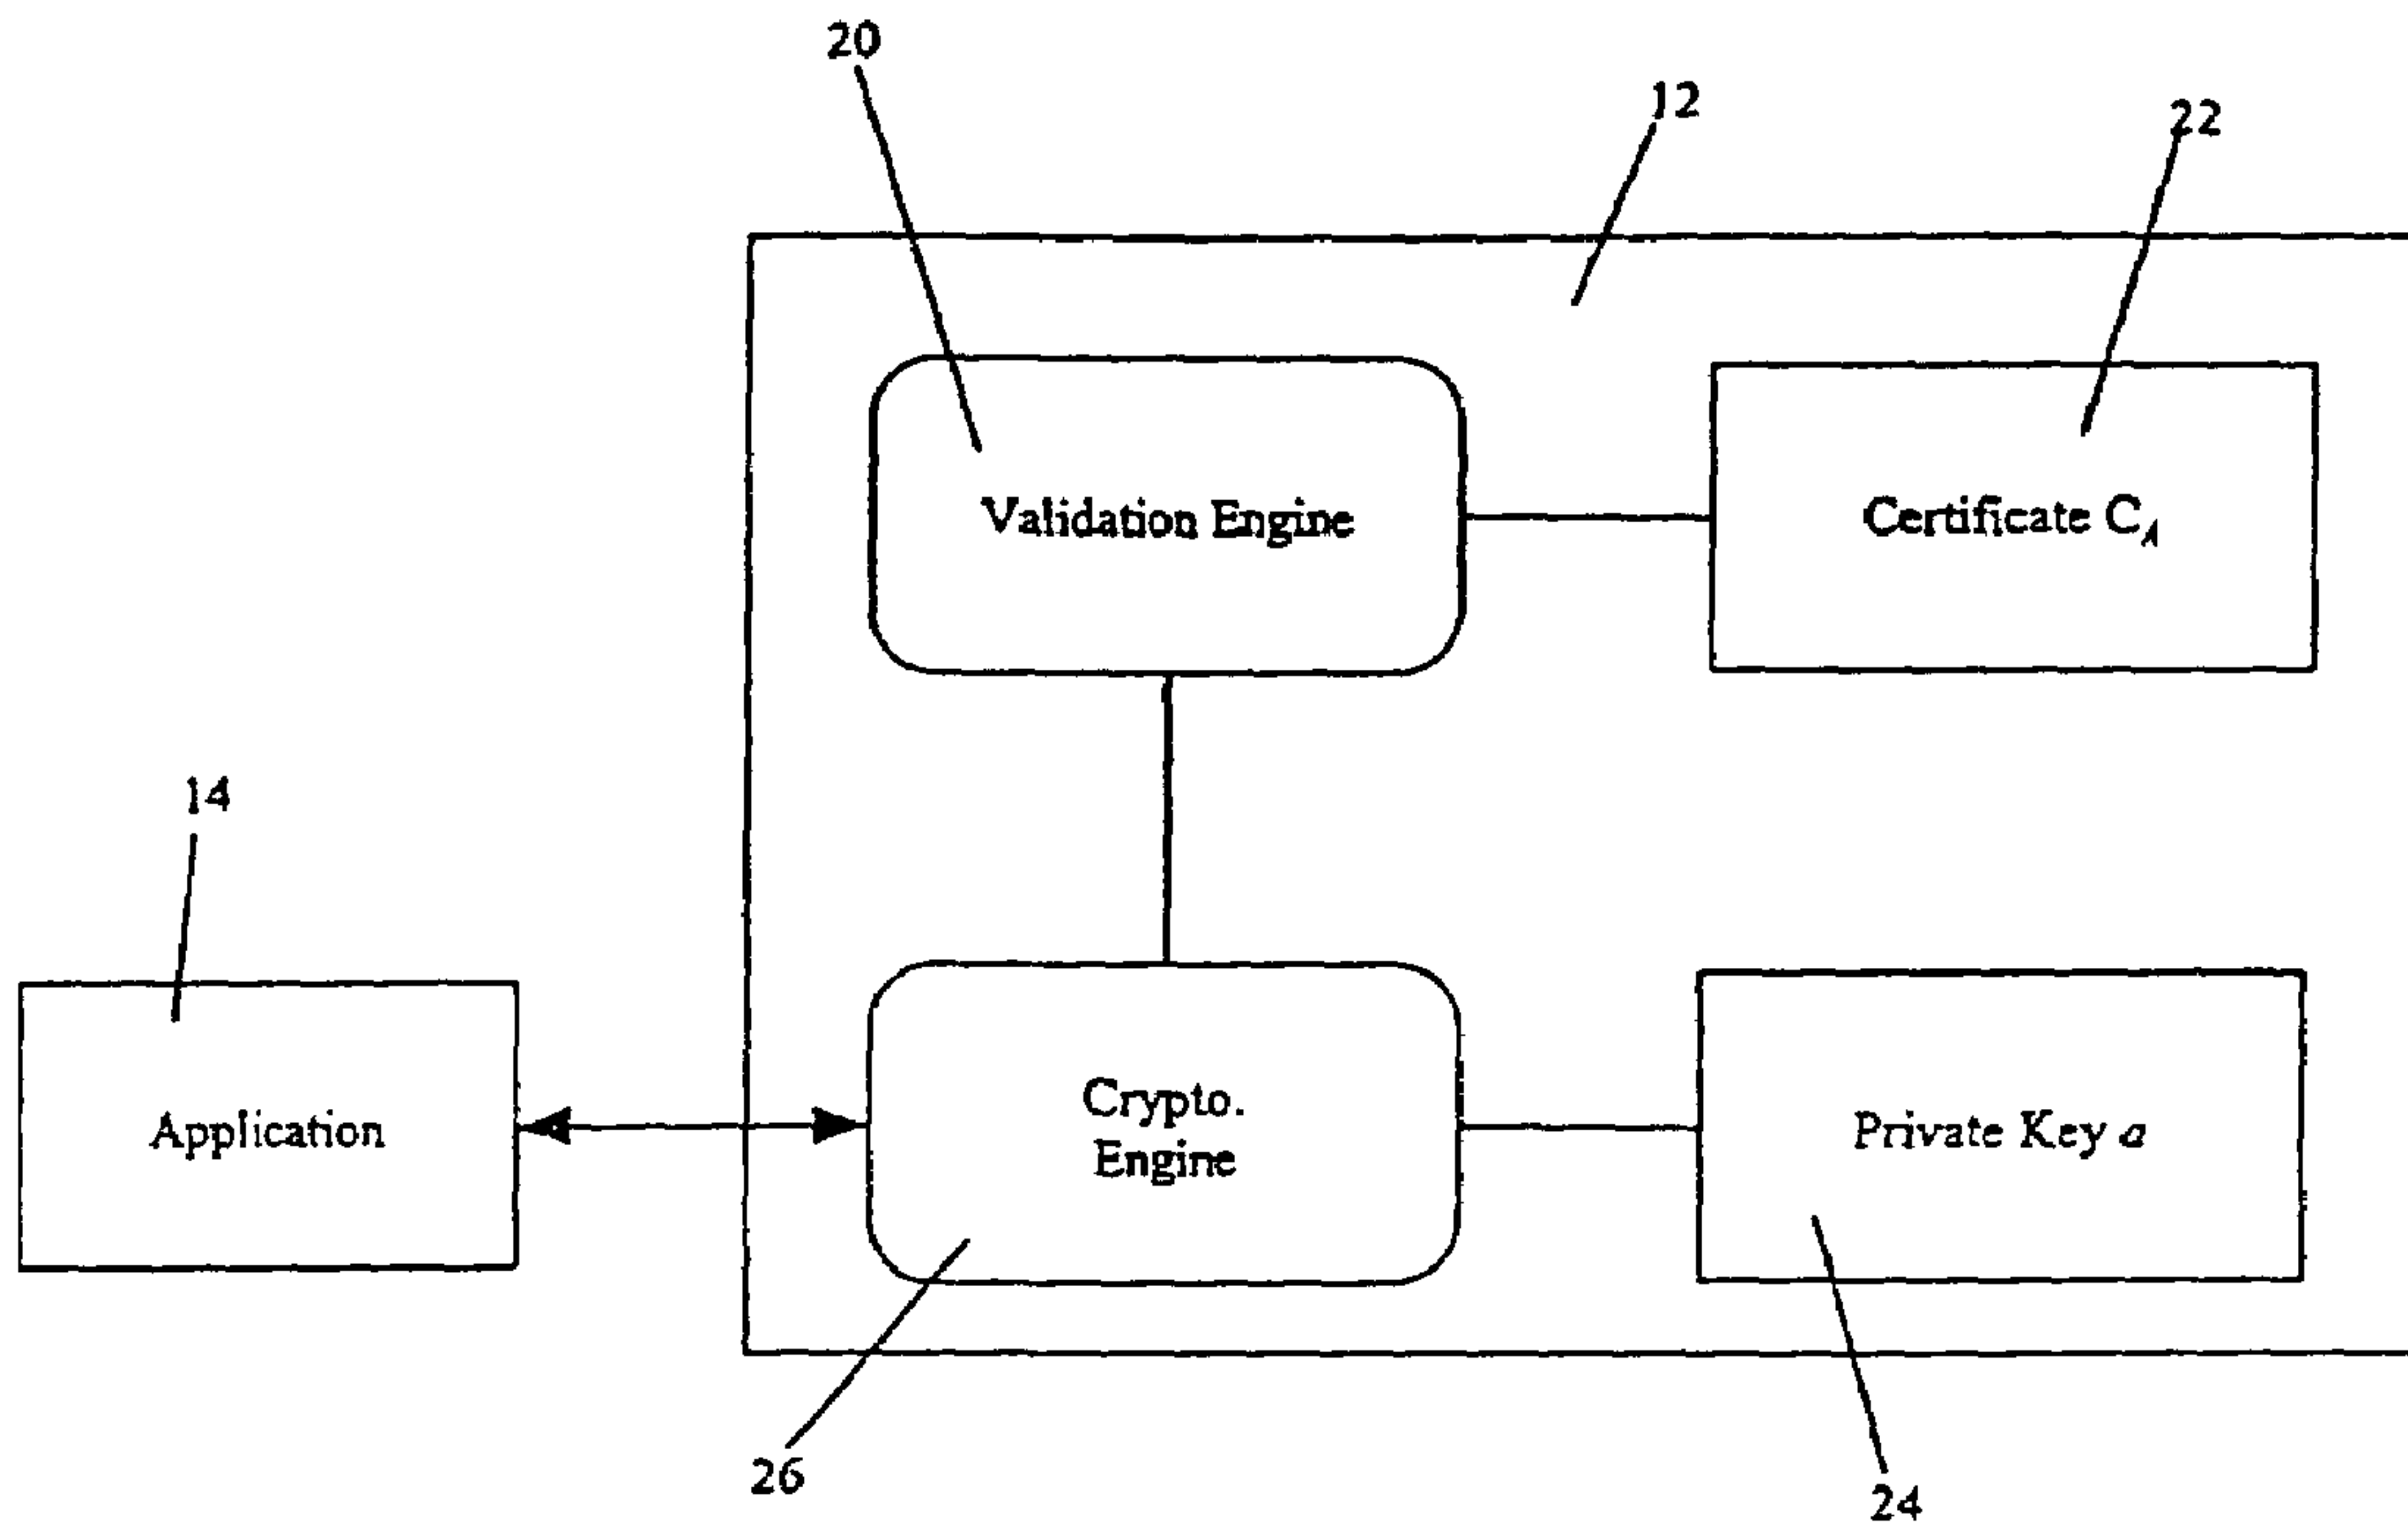 20
12
22
Validation Engine
Certificate C_A
14
Application
Crypto.
Engine
Private Key a
26
24